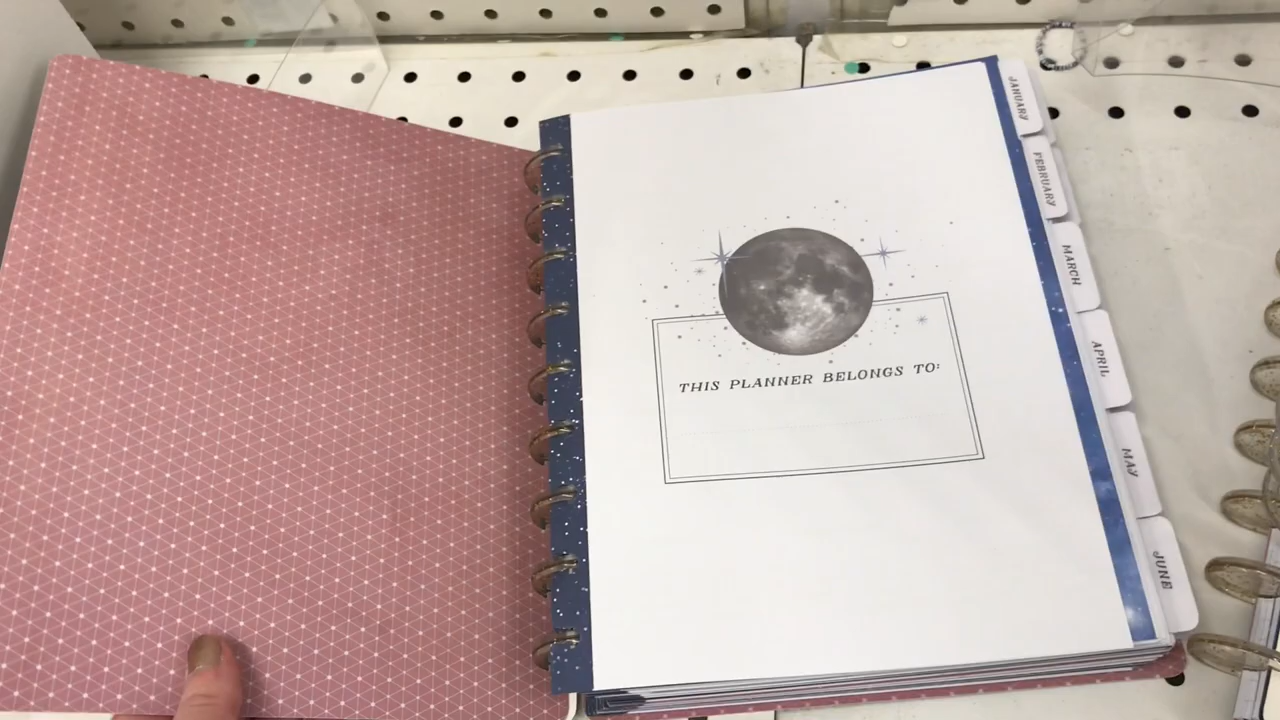 THIS PLANNER BELONGS TO:
JANUARY
FEBRUARY
MARCH
APRIL
MAY
JUNE